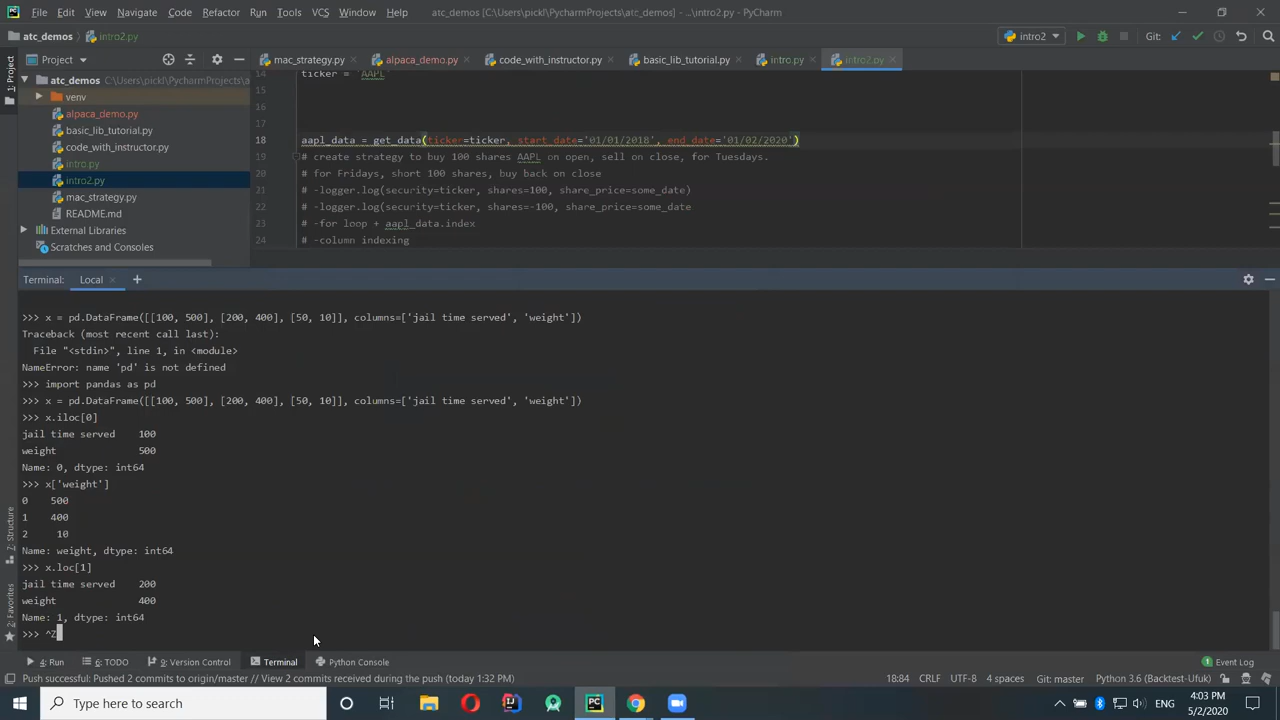 File Edit View Navigate Code Refactor Run Tools VCS Window Help atc_demos [C:\Users\pickl\PycharmProjects\atc_demos] - ...\intro2.py - PyCharm
atc_demos intro2.py
intro2
Git:
Project
mac_strategy.py
alpaca_demo.py
code_with_instructor.py
basic_lib_tutorial.py
intro.py
intro2.py
1: Project
atc_demos C:\Users\pickl\PycharmProjects\a
venv
alpaca_demo.py
basic_lib_tutorial.py
code_with_instructor.py
intro.py
intro2.py
mac_strategy.py
README.md
External Libraries
Scratches and Consoles
14 ticker = 'AAPL'
15
16
17
18 aapl_data = get_data(ticker=ticker, start_date='01/01/2018', end_date='01/02/2020')
19 # create strategy to buy 100 shares AAPL on open, sell on close, for Tuesdays.
20 # for Fridays, short 100 shares, buy back on close
21 # -logger.log(security=ticker, shares=100, share_price=some_date)
22 # -logger.log(security=ticker, shares=-100, share_price=some_date
23 # -for loop + aapl_data.index
24 # -column indexing
Terminal: Local +
>>> x = pd.DataFrame([[100, 500], [200, 400], [50, 10]], columns=['jail time served', 'weight'])
Traceback (most recent call last):
File "<stdin>", line 1, in <module>
NameError: name 'pd' is not defined
>>> import pandas as pd
>>> x = pd.DataFrame([[100, 500], [200, 400], [50, 10]], columns=['jail time served', 'weight'])
>>> x.iloc[0]
jail time served 100
weight 500
Name: 0, dtype: int64
>>> x['weight']
0 500
1 400
2 10
Name: weight, dtype: int64
>>> x.loc[1]
jail time served 200
weight 400
Name: 1, dtype: int64
>>> ^Z
7: Structure
2: Favorites
4: Run 6: TODO 9: Version Control Terminal Python Console Event Log
Push successful: Pushed 2 commits to origin/master // View 2 commits received during the push (today 1:32 PM)
18:84 CRLF UTF-8 4 spaces Git: master Python 3.6 (Backtest-Ufuk)
Type here to search
ENG
4:03 PM
5/2/2020